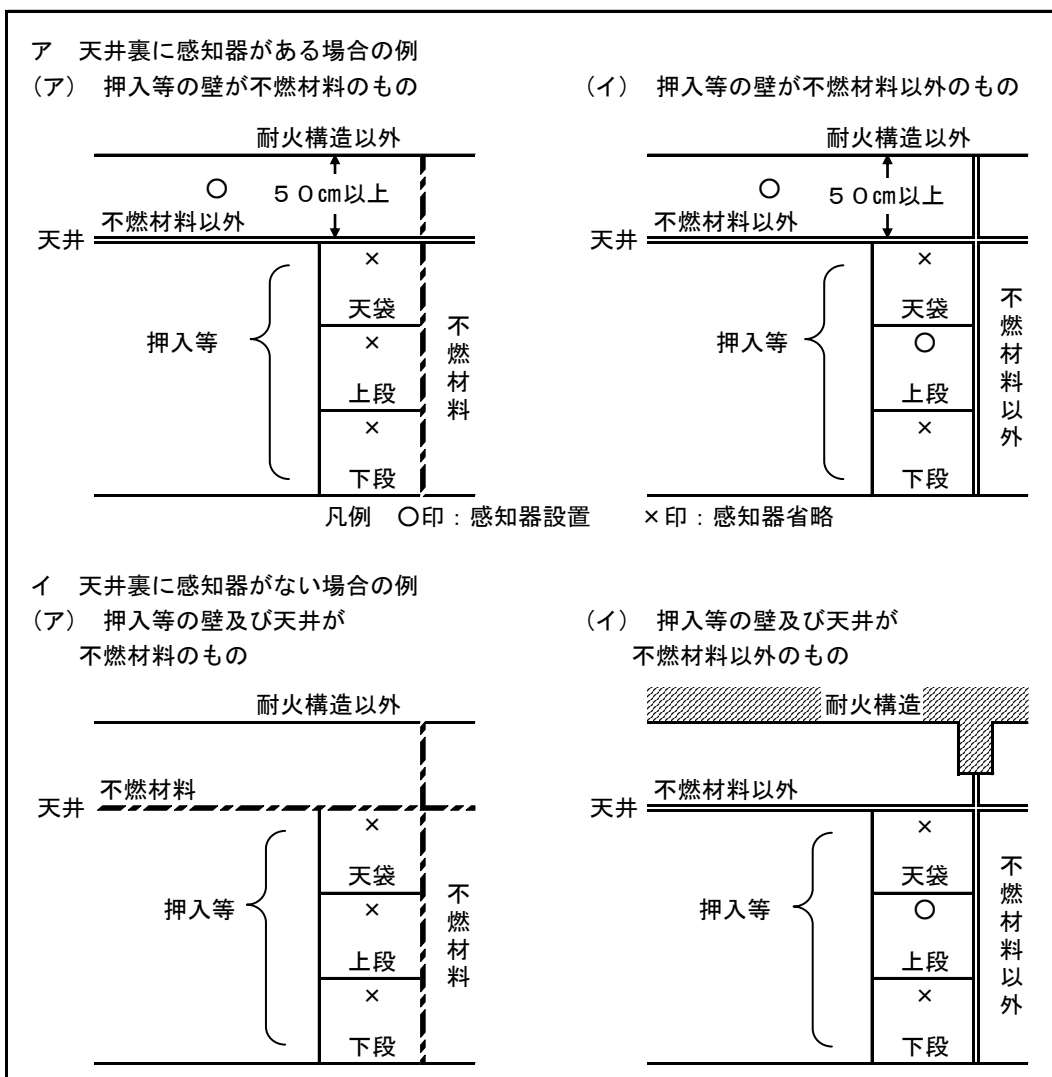 ア 天井裏に感知器がある場合の例
(ア) 押入等の壁が不燃材料のもの
耐火構造以外
○
50㎝以上
不燃材料以外
天井
×
天袋
押入等
×
上段
×
下段
不燃材料
(イ) 押入等の壁が不燃材料以外のもの
耐火構造以外
○
50㎝以上
不燃材料以外
天井
×
天袋
押入等
○
上段
×
下段
不燃材料以外
凡例 ○印:感知器設置 ×印:感知器省略
イ 天井裏に感知器がない場合の例
(ア) 押入等の壁及び天井が
不燃材料のもの
耐火構造以外
不燃材料
天井
×
天袋
押入等
×
上段
×
下段
不燃材料
(イ) 押入等の壁及び天井が
不燃材料以外のもの
耐火構造
不燃材料以外
天井
×
天袋
押入等
○
上段
×
下段
不燃材料以外